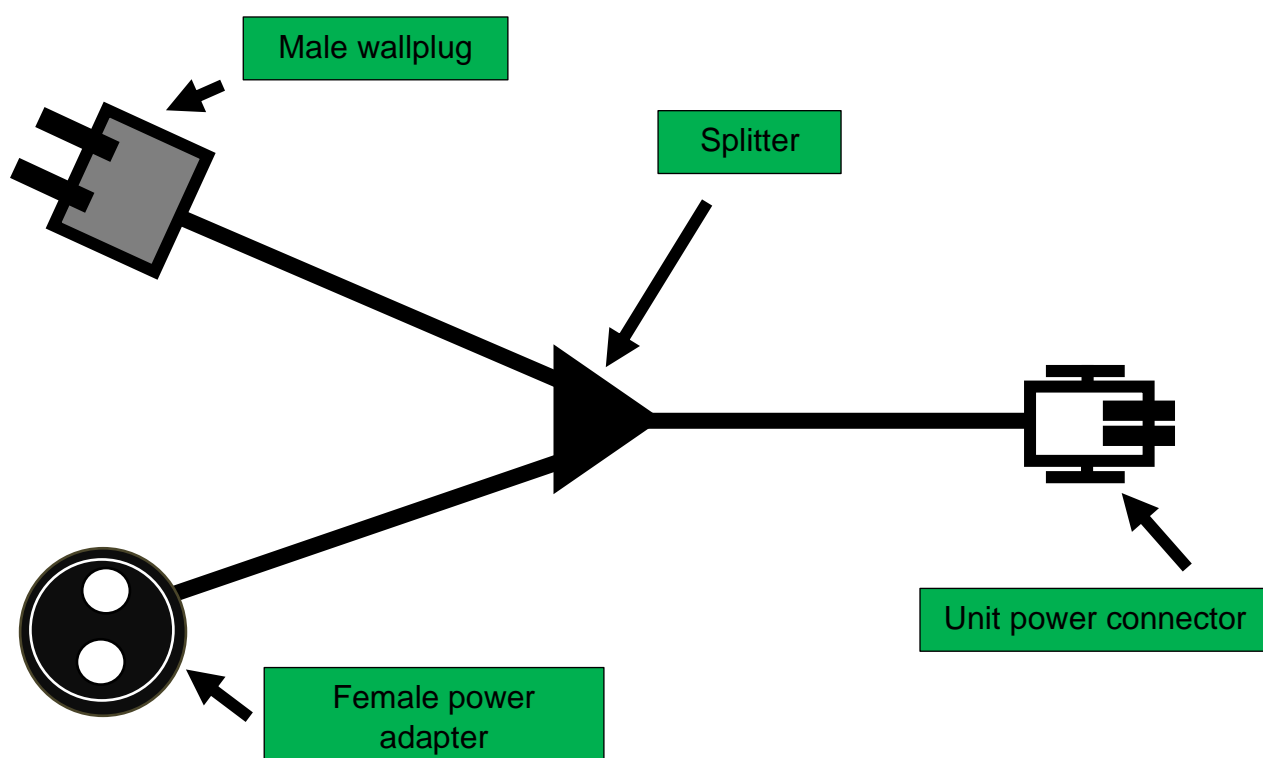 Male wallplug
Splitter
Unit power connector
Female power
adapter